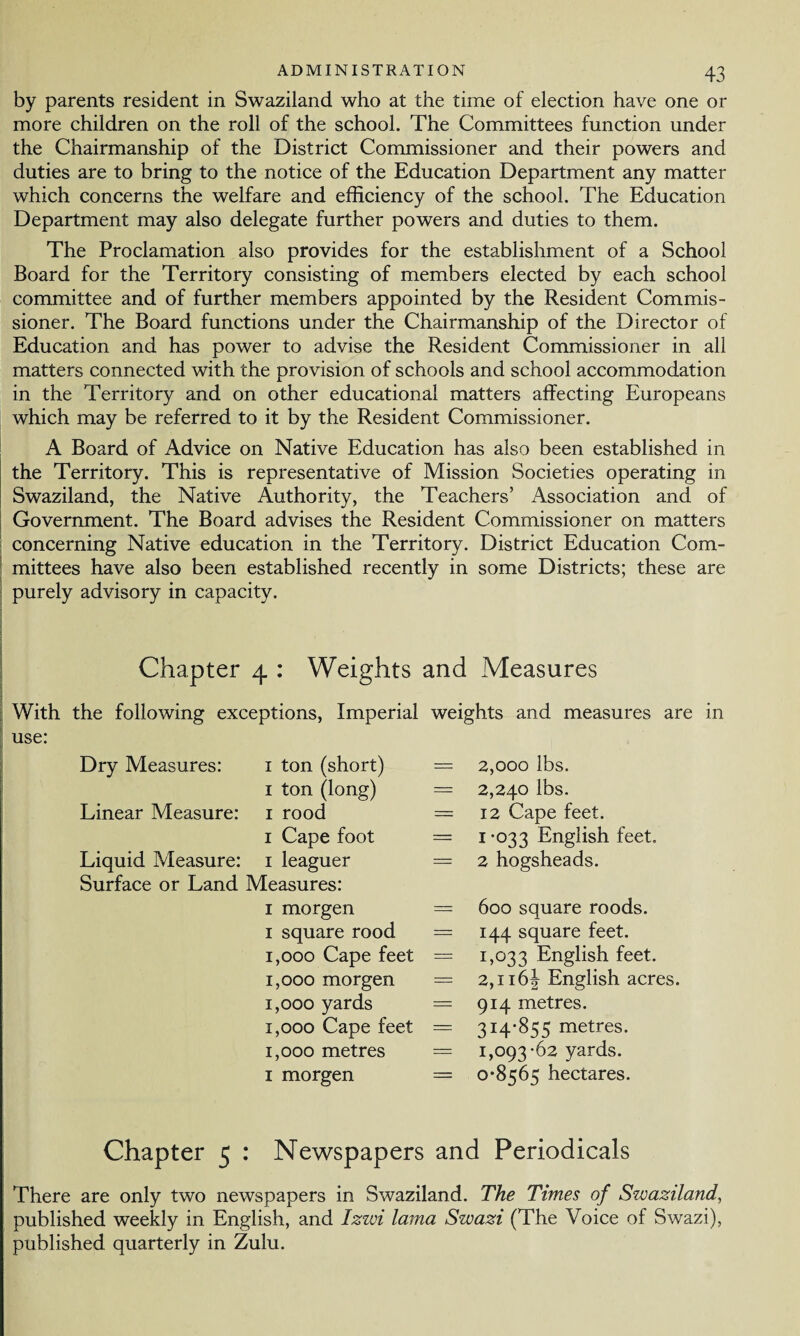 ADMINISTRATION 43
by parents resident in Swaziland who at the time of election have one or
more children on the roll of the school. The Committees function under
the Chairmanship of the District Commissioner and their powers and
duties are to bring to the notice of the Education Department any matter
which concerns the welfare and efficiency of the school. The Education
Department may also delegate further powers and duties to them.
The Proclamation also provides for the establishment of a School
Board for the Territory consisting of members elected by each school
committee and of further members appointed by the Resident Commis-
sioner. The Board functions under the Chairmanship of the Director of
Education and has power to advise the Resident Commissioner in all
matters connected with the provision of schools and school accommodation
in the Territory and on other educational matters affecting Europeans
which may be referred to it by the Resident Commissioner.
A Board of Advice on Native Education has also been established in
the Territory. This is representative of Mission Societies operating in
Swaziland, the Native Authority, the Teachers’ Association and of
Government. The Board advises the Resident Commissioner on matters
concerning Native education in the Territory. District Education Com-
mittees have also been established recently in some Districts; these are
purely advisory in capacity.
Chapter 4 : Weights and Measures
With the following exceptions, Imperial weights and measures are in
use:
Dry Measures: 1 ton (short) = 2,000 lbs.
1 ton (long) = 2,240 lbs.
Linear Measure: 1 rood = 12 Cape feet.
1 Cape foot = 1·033 English feet.
Liquid Measure: 1 leaguer = 2 hogsheads.
Surface or Land Measures:
1 morgen = 600 square roods.
1 square rood = 144 square feet.
1,000 Cape feet = 1,033 English feet.
1,000 morgen = 2,116½ English acres.
1,000 yards = 914 metres.
1,000 Cape feet = 314·855 metres.
1,000 metres = 1,093·62 yards.
1 morgen = 0·8565 hectares.
Chapter 5 : Newspapers and Periodicals
There are only two newspapers in Swaziland. The Times of Swaziland,
published weekly in English, and Izwi lama Swazi (The Voice of Swazi),
published quarterly in Zulu.